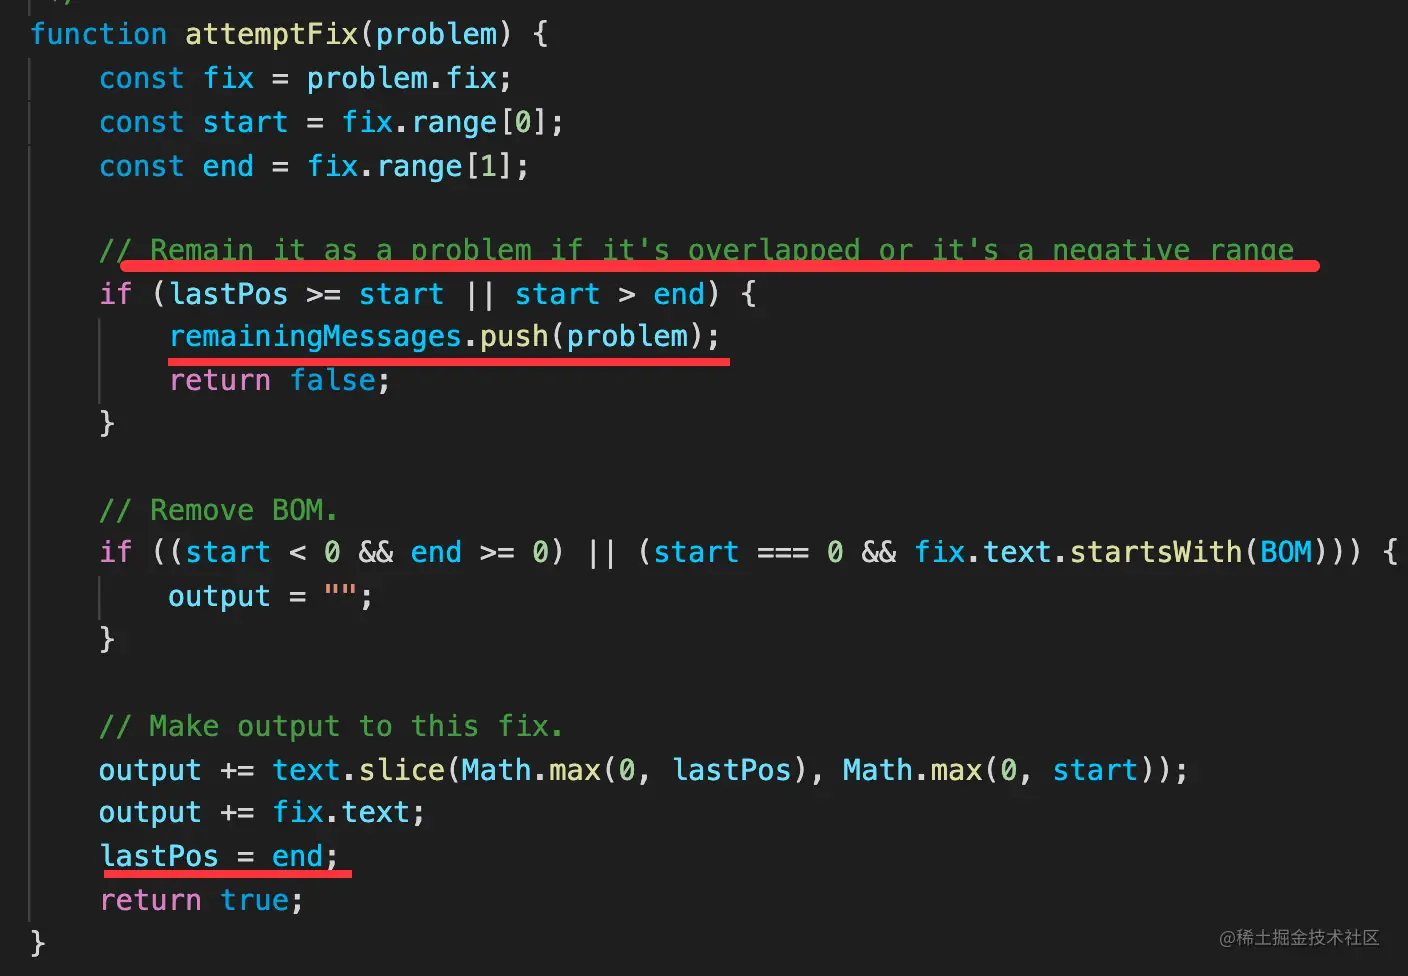 function attemptFix(problem) {
const fix = problem.fix;
const start = fix.range[0];
const end = fix.range[1];
// Remain it as a problem if it's overlapped or it's a negative range
if (lastPos >= start || start > end) {
remainingMessages.push(problem);
return false;
}
// Remove BOM.
if ((start < 0 && end >= 0) || (start === 0 && fix.text.startsWith(BOM))) {
output = "";
}
// Make output to this fix.
output += text.slice(Math.max(0, lastPos), Math.max(0, start));
output += fix.text;
lastPos = end;
return true;
}
@稀土掘金技术社区